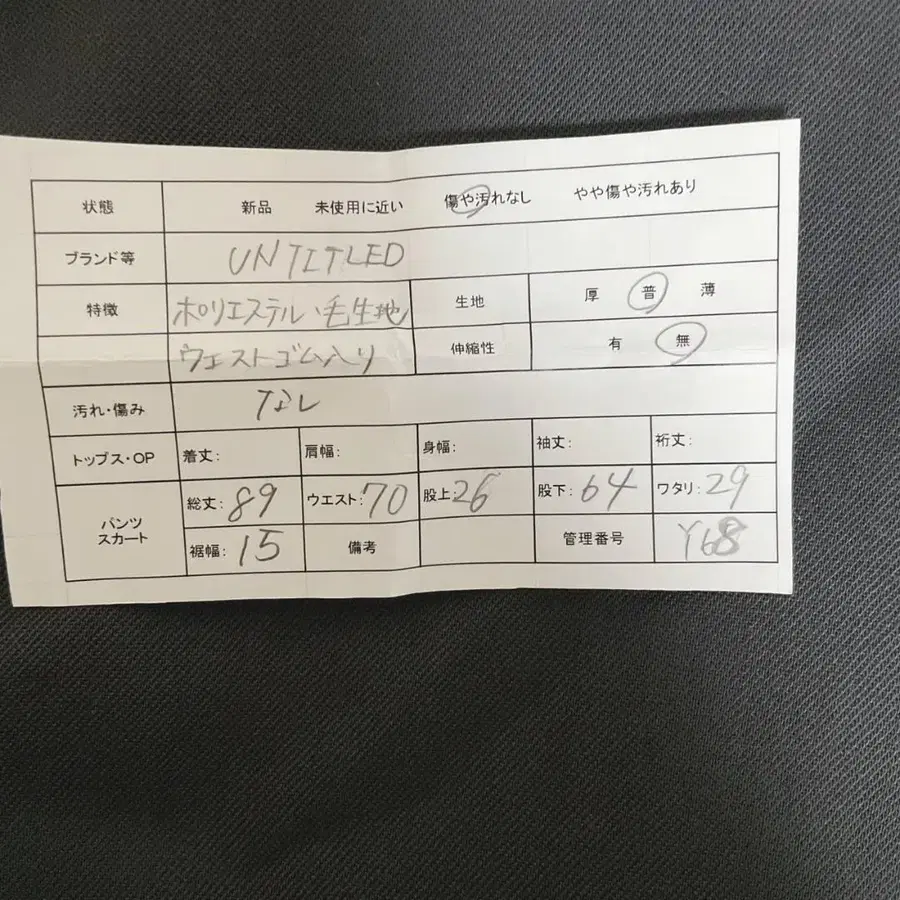 状態 新品 未使用に近い 傷や汚れなし やや傷や汚れあり
ブランド等 UNTITLED
特徴 ポリエステル、毛生地 生地 厚 普 薄
ウエストゴム入り 伸縮性 有 無
汚れ・傷み なし
トップス・OP 着丈: 肩幅: 身幅: 袖丈: 裄丈:
パンツ スカート 総丈:89 ウエスト:70 股上:26 股下:64 ワタリ:29
裾幅:15 備考 管理番号 Y68